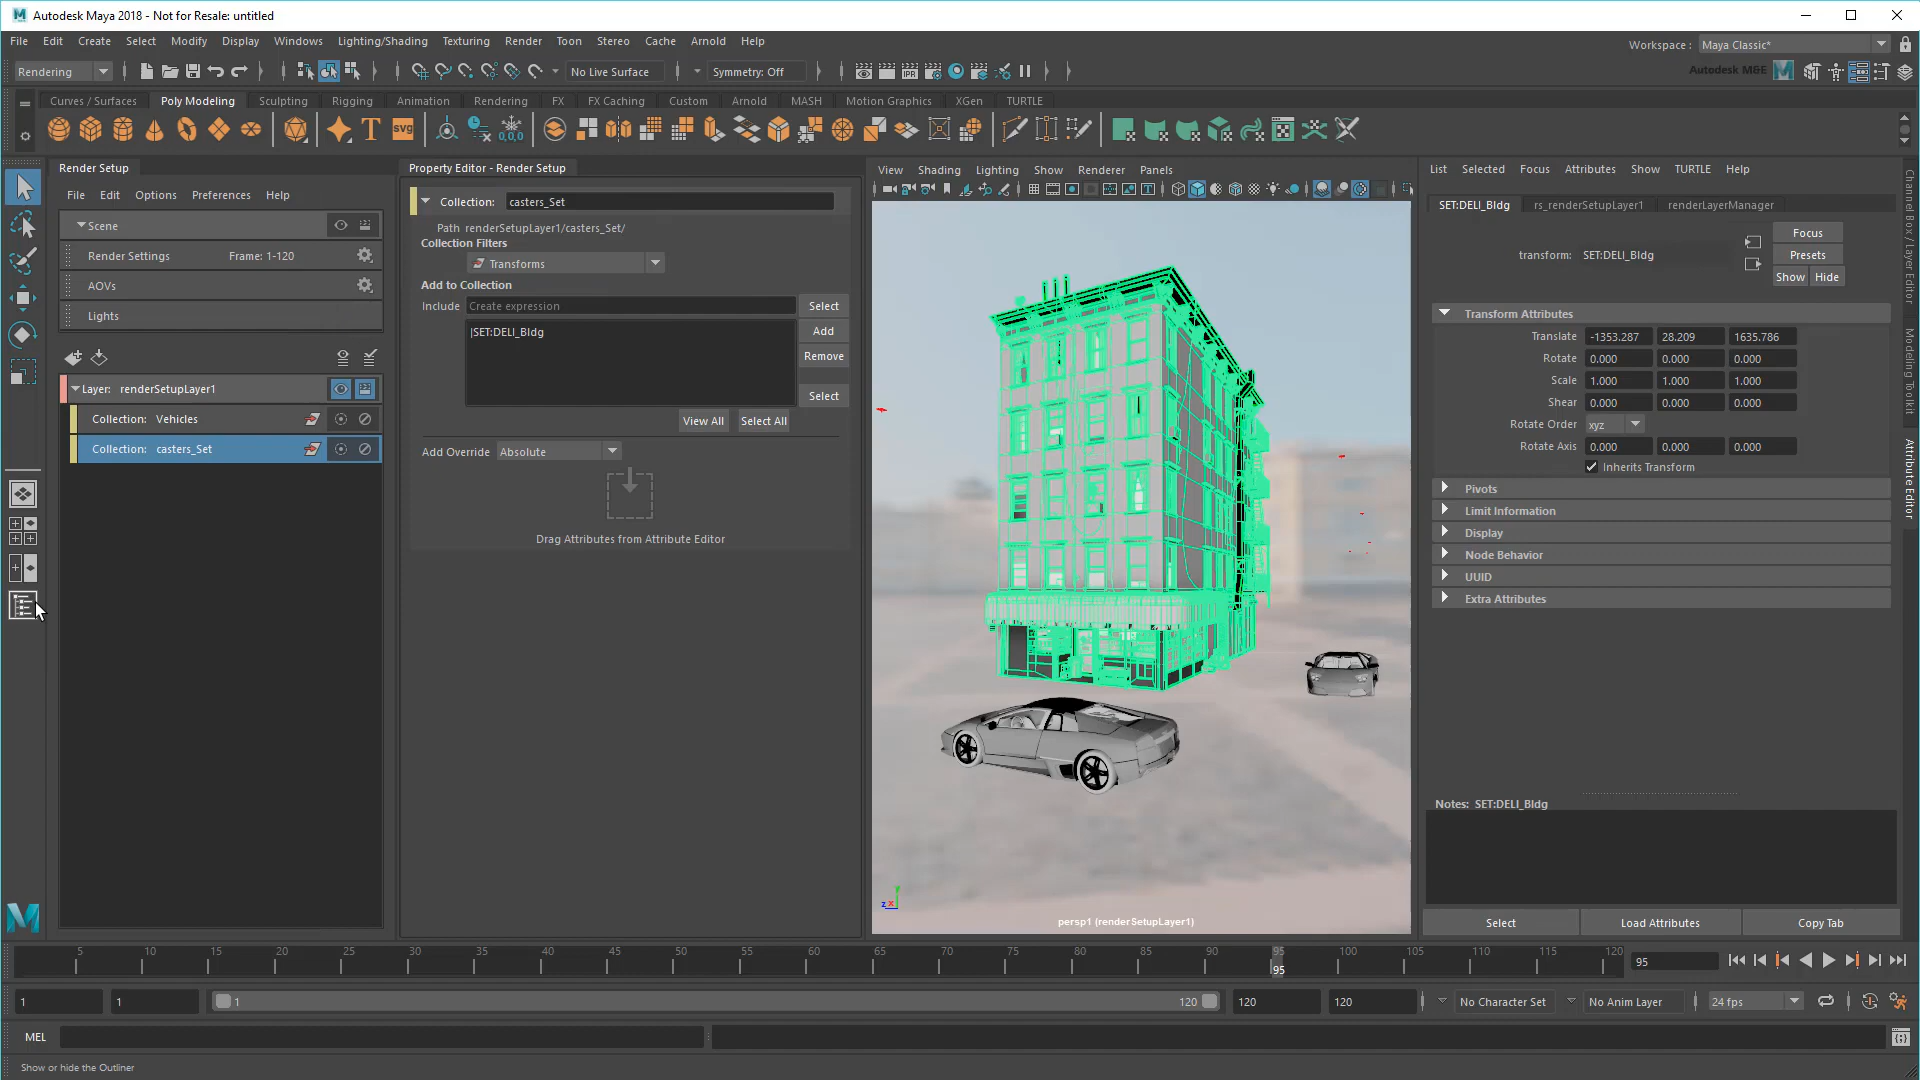 Autodesk Maya 2018 - Not for Resale: untitled
File Edit Create Select Modify Display Windows Lighting/Shading Texturing Render Toon Stereo Cache Arnold Help
Workspace : Maya Classic*
Rendering No Live Surface Symmetry: Off Autodesk M&E
Curves / Surfaces Poly Modeling Sculpting Rigging Animation Rendering FX FX Caching Custom Arnold MASH Motion Graphics XGen TURTLE
Render Setup
File Edit Options Preferences Help
Scene
Render Settings Frame: 1-120
AOVs
Lights
Layer: renderSetupLayer1
Collection: Vehicles
Collection: casters_Set
Property Editor - Render Setup
Collection: casters_Set
Path renderSetupLayer1/casters_Set/
Collection Filters
Transforms
Add to Collection
Include Create expression Select
|SET:DELI_Bldg Add
Remove
Select
View All Select All
Add Override Absolute
Drag Attributes from Attribute Editor
View Shading Lighting Show Renderer Panels
persp1 (renderSetupLayer1)
List Selected Focus Attributes Show TURTLE Help
SET:DELI_Bldg rs_renderSetupLayer1 renderLayerManager
Focus
transform: SET:DELI_Bldg Presets
Show Hide
Transform Attributes
Translate -1353.287 28.209 1635.786
Rotate 0.000 0.000 0.000
Scale 1.000 1.000 1.000
Shear 0.000 0.000 0.000
Rotate Order xyz
Rotate Axis 0.000 0.000 0.000
Inherits Transform
Pivots
Limit Information
Display
Node Behavior
UUID
Extra Attributes
Notes: SET:DELI_Bldg
Select Load Attributes Copy Tab
Channel Box / Layer Editor
Modeling Toolkit
Attribute Editor
5 10 15 20 25 30 35 40 45 50 55 60 65 70 75 80 85 90 95 100 105 110 115 120
95 95
1 1 1 120 120 120 No Character Set No Anim Layer 24 fps
MEL
Show or hide the Outliner